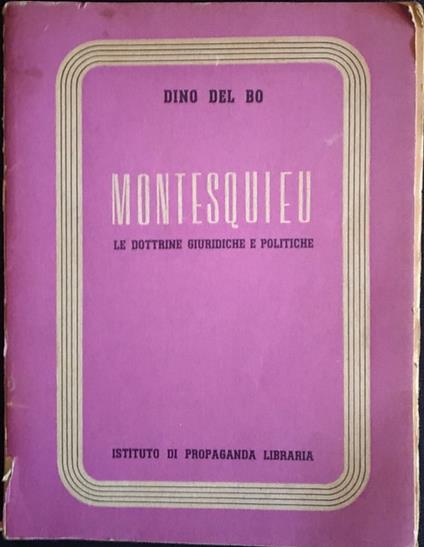 DINO DEL BO
MONTESQUIEU
LE DOTTRINE GIURIDICHE E POLITICHE
ISTITUTO DI PROPAGANDA LIBRARIA